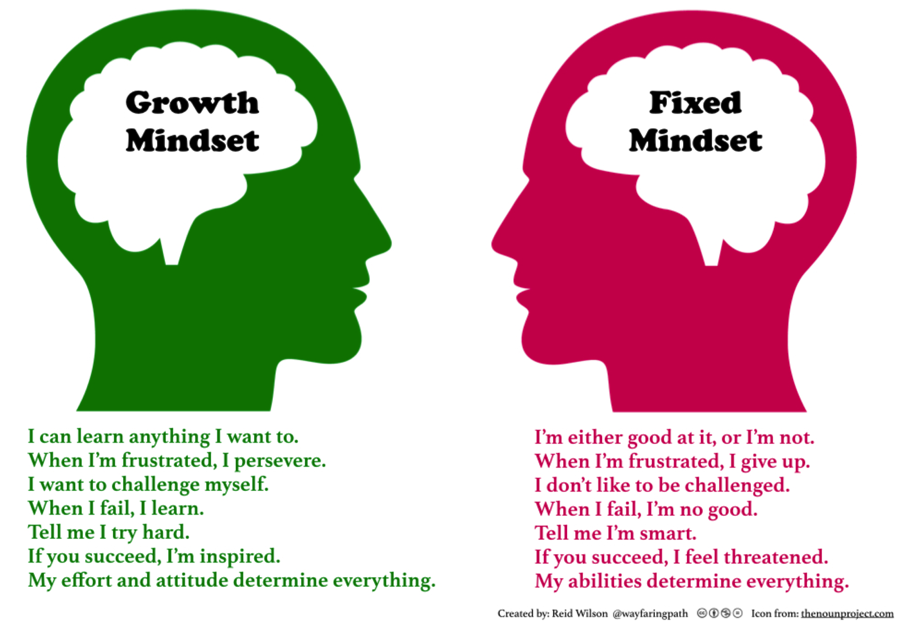 Growth
Mindset
Fixed
Mindset
I can learn anything I want to.
When I'm frustrated, I persevere.
I want to challenge myself.
When I fail, I learn.
Tell me I try hard.
If you succeed, I'm inspired.
My effort and attitude determine everything.
I'm either good at it, or I'm not.
When I'm frustrated, I give up.
I don't like to be challenged.
When I fail, I'm no good.
Tell me I'm smart.
If you succeed, I feel threatened.
My abilities determine everything.
Created by: Reid Wilson @wayfaringpath Icon from: thenounproject.com